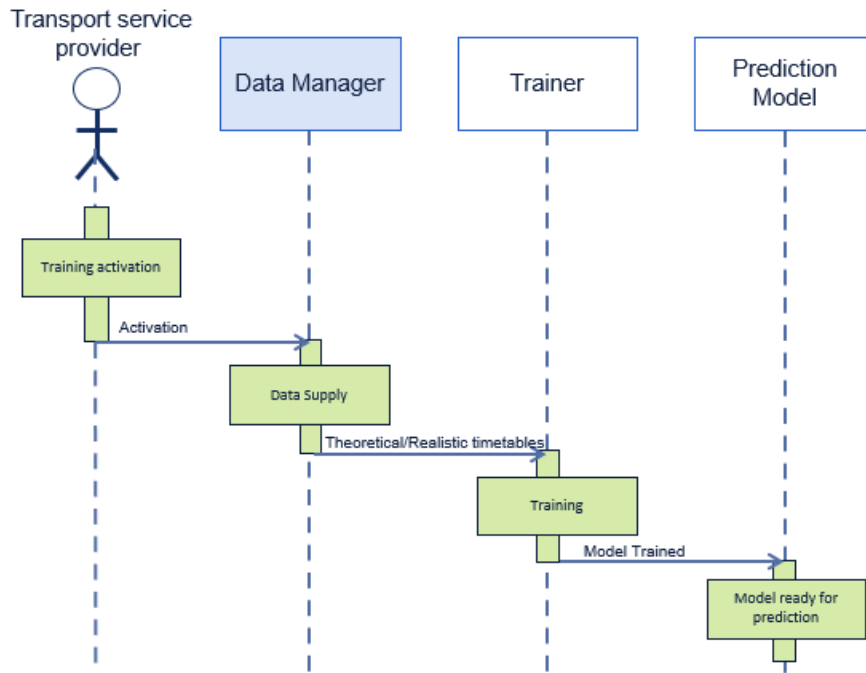 Transport service
provider
Data Manager
Trainer
Prediction
Model
Training activation
Activation
Data Supply
Theoretical/Realistic timetables
Training
Model Trained
Model ready for
prediction